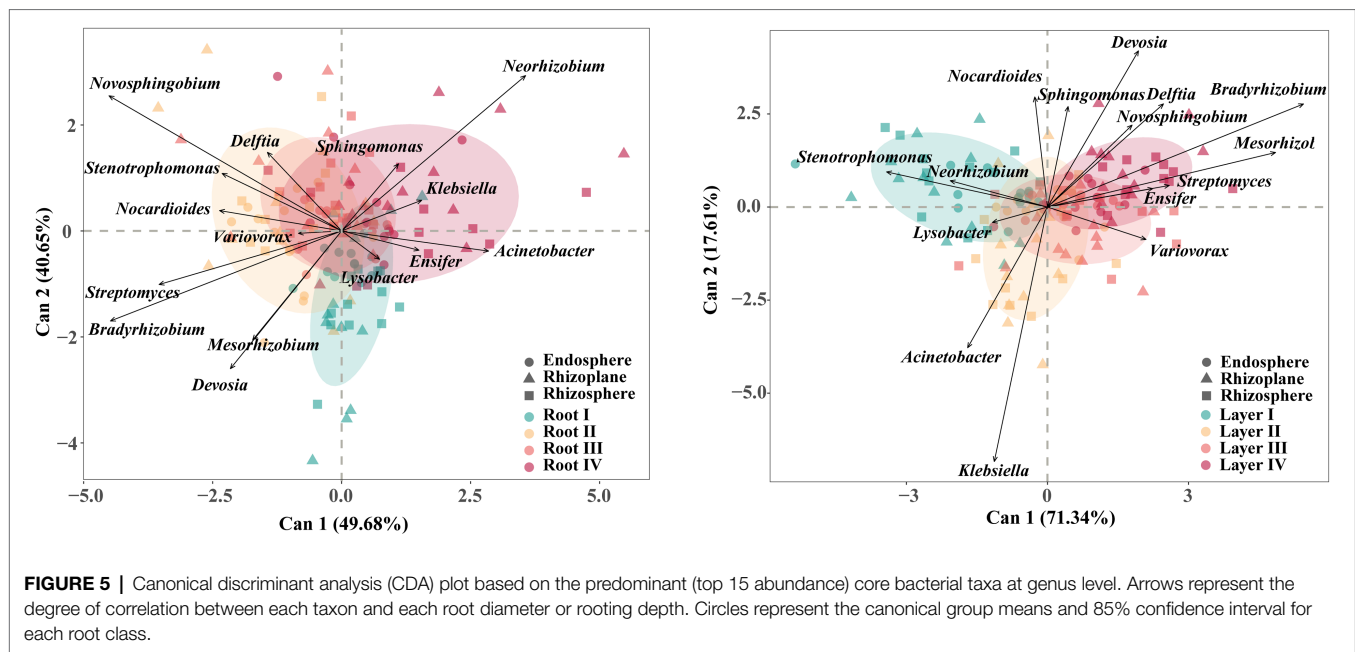 Neorhizobium
Novosphingobium
Delftia
Sphingomonas
Stenotrophomonas
Klebsiella
Nocardioides
Variovorax
Acinetobacter
Ensifer
Lysobacter
Streptomyces
Bradyrhizobium
Mesorhizobium
Devosia
Endosphere
Rhizoplane
Rhizosphere
Root I
Root II
Root III
Root IV
2
0
−2
−4
Can 2 (40.65%)
−5.0
−2.5
0.0
2.5
5.0
Can 1 (49.68%)
Devosia
Nocardioides
Sphingomonas
Delftia
Bradyrhizobium
Novosphingobium
Mesorhizol
Stenotrophomonas
Neorhizobium
Streptomyces
Ensifer
Lysobacter
Variovorax
Acinetobacter
Klebsiella
Endosphere
Rhizoplane
Rhizosphere
Layer I
Layer II
Layer III
Layer IV
2.5
0.0
−2.5
−5.0
Can 2 (17.61%)
−3
0
3
Can 1 (71.34%)
FIGURE 5 | Canonical discriminant analysis (CDA) plot based on the predominant (top 15 abundance) core bacterial taxa at genus level. Arrows represent the
degree of correlation between each taxon and each root diameter or rooting depth. Circles represent the canonical group means and 85% confidence interval for
each root class.